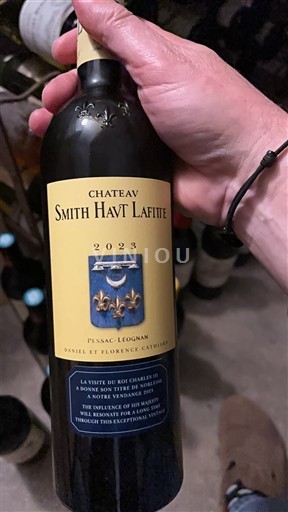 CHATEAU
SMITH HAUT LAFITTE
2023
VINIOU
PESSAC-LÉOGNAN
DANIEL ET FLORENCE CATHIARD
LA VISITE DU ROI CHARLES III
A DONNÉ SON TITRE DE NOBLESSE
A NOTRE VENDANGE 2023
THE INFLUENCE OF HIS MAJESTY
WILL RESONATE FOR A LONG TIME
THROUGH THIS EXCEPTIONAL VINTAGE